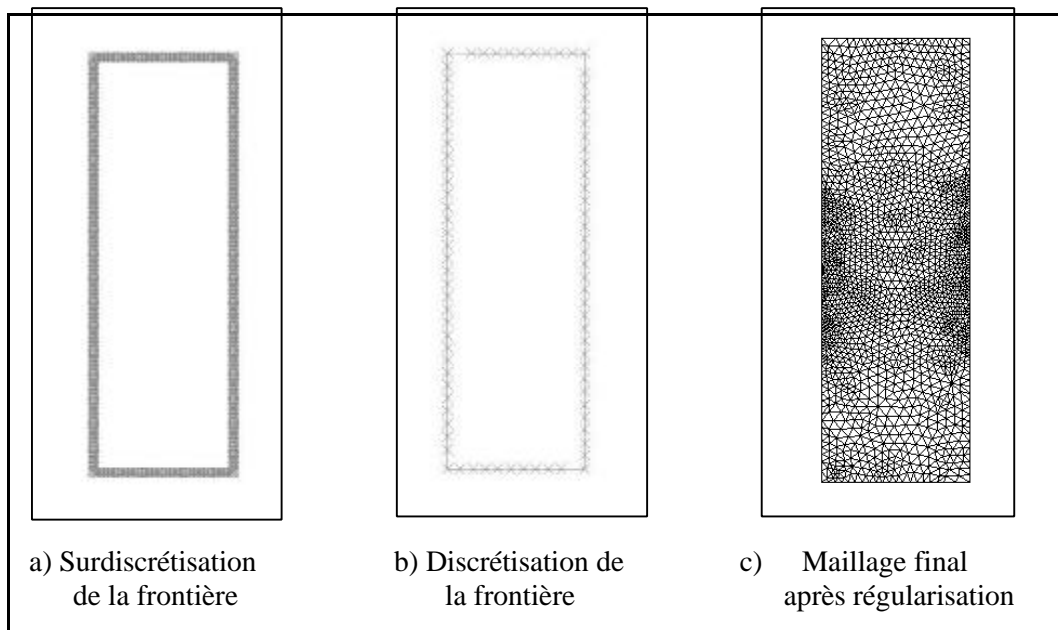 a) Surdiscrétisation
de la frontière
b) Discrétisation de
la frontière
c) Maillage final
après régularisation